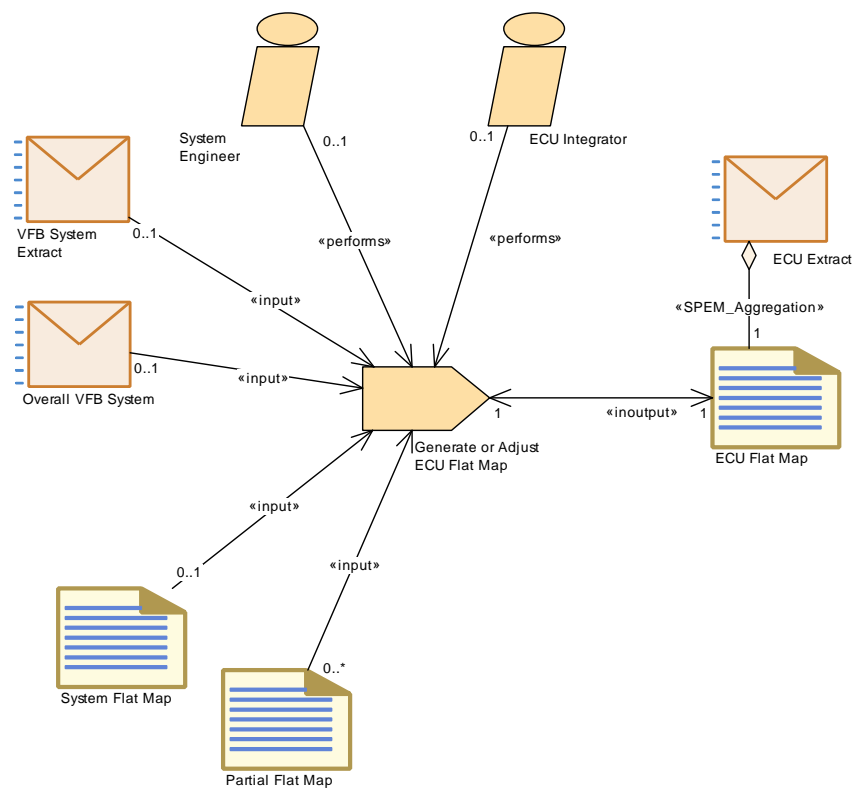 0..1
System
Engineer
0..1
ECU Integrator
VFB System
Extract
0..1
«performs»
«performs»
ECU Extract
«input»
«SPEM_Aggregation»
1
Overall VFB System
0..1
«input»
Generate or Adjust
ECU Flat Map
1
«inoutput»
1
ECU Flat Map
«input»
0..1
System Flat Map
«input»
0..*
Partial Flat Map